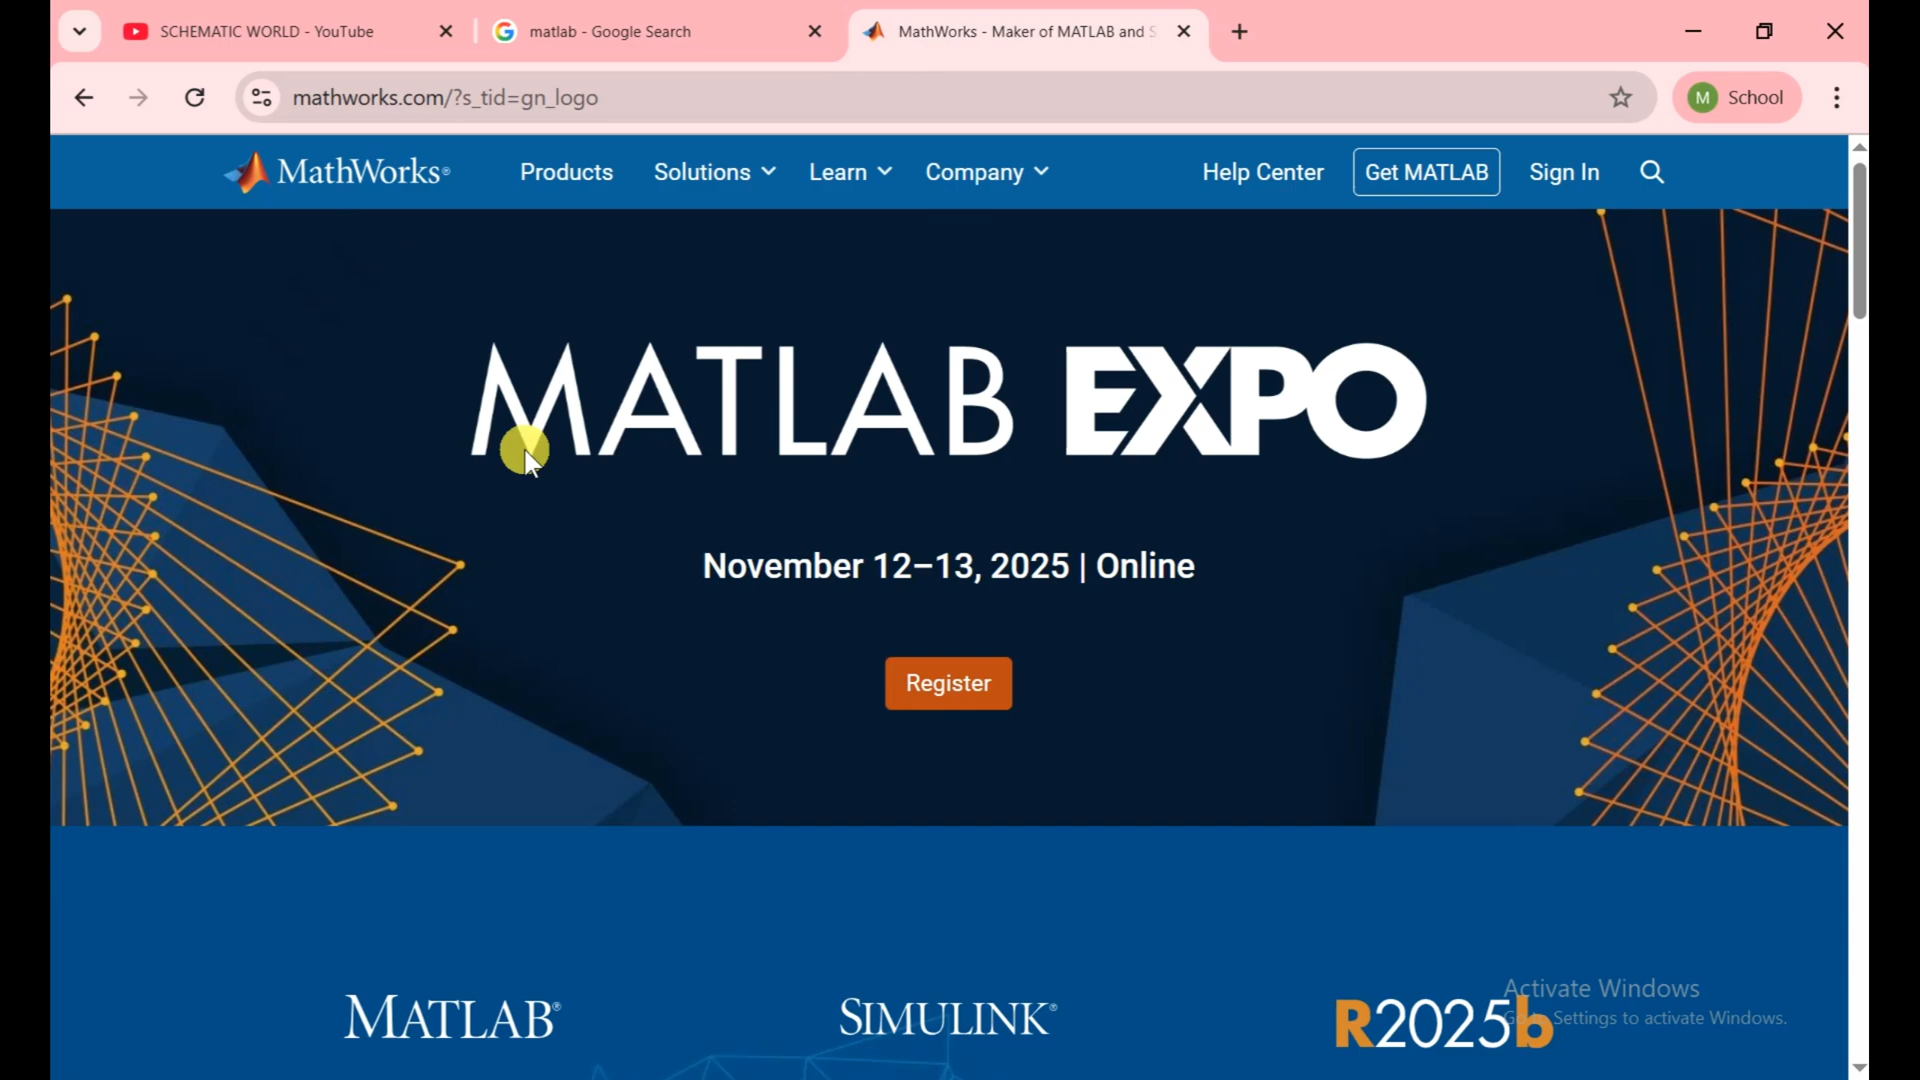 SCHEMATIC WORLD - YouTube
matlab - Google Search
MathWorks - Maker of MATLAB and S
mathworks.com/?s_tid=gn_logo
M School
MathWorks®
Products
Solutions
Learn
Company
Help Center
Get MATLAB
Sign In
MATLAB EXPO
November 12–13, 2025 | Online
Register
MATLAB®
SIMULINK®
R2025b
Activate Windows
Settings to activate Windows.